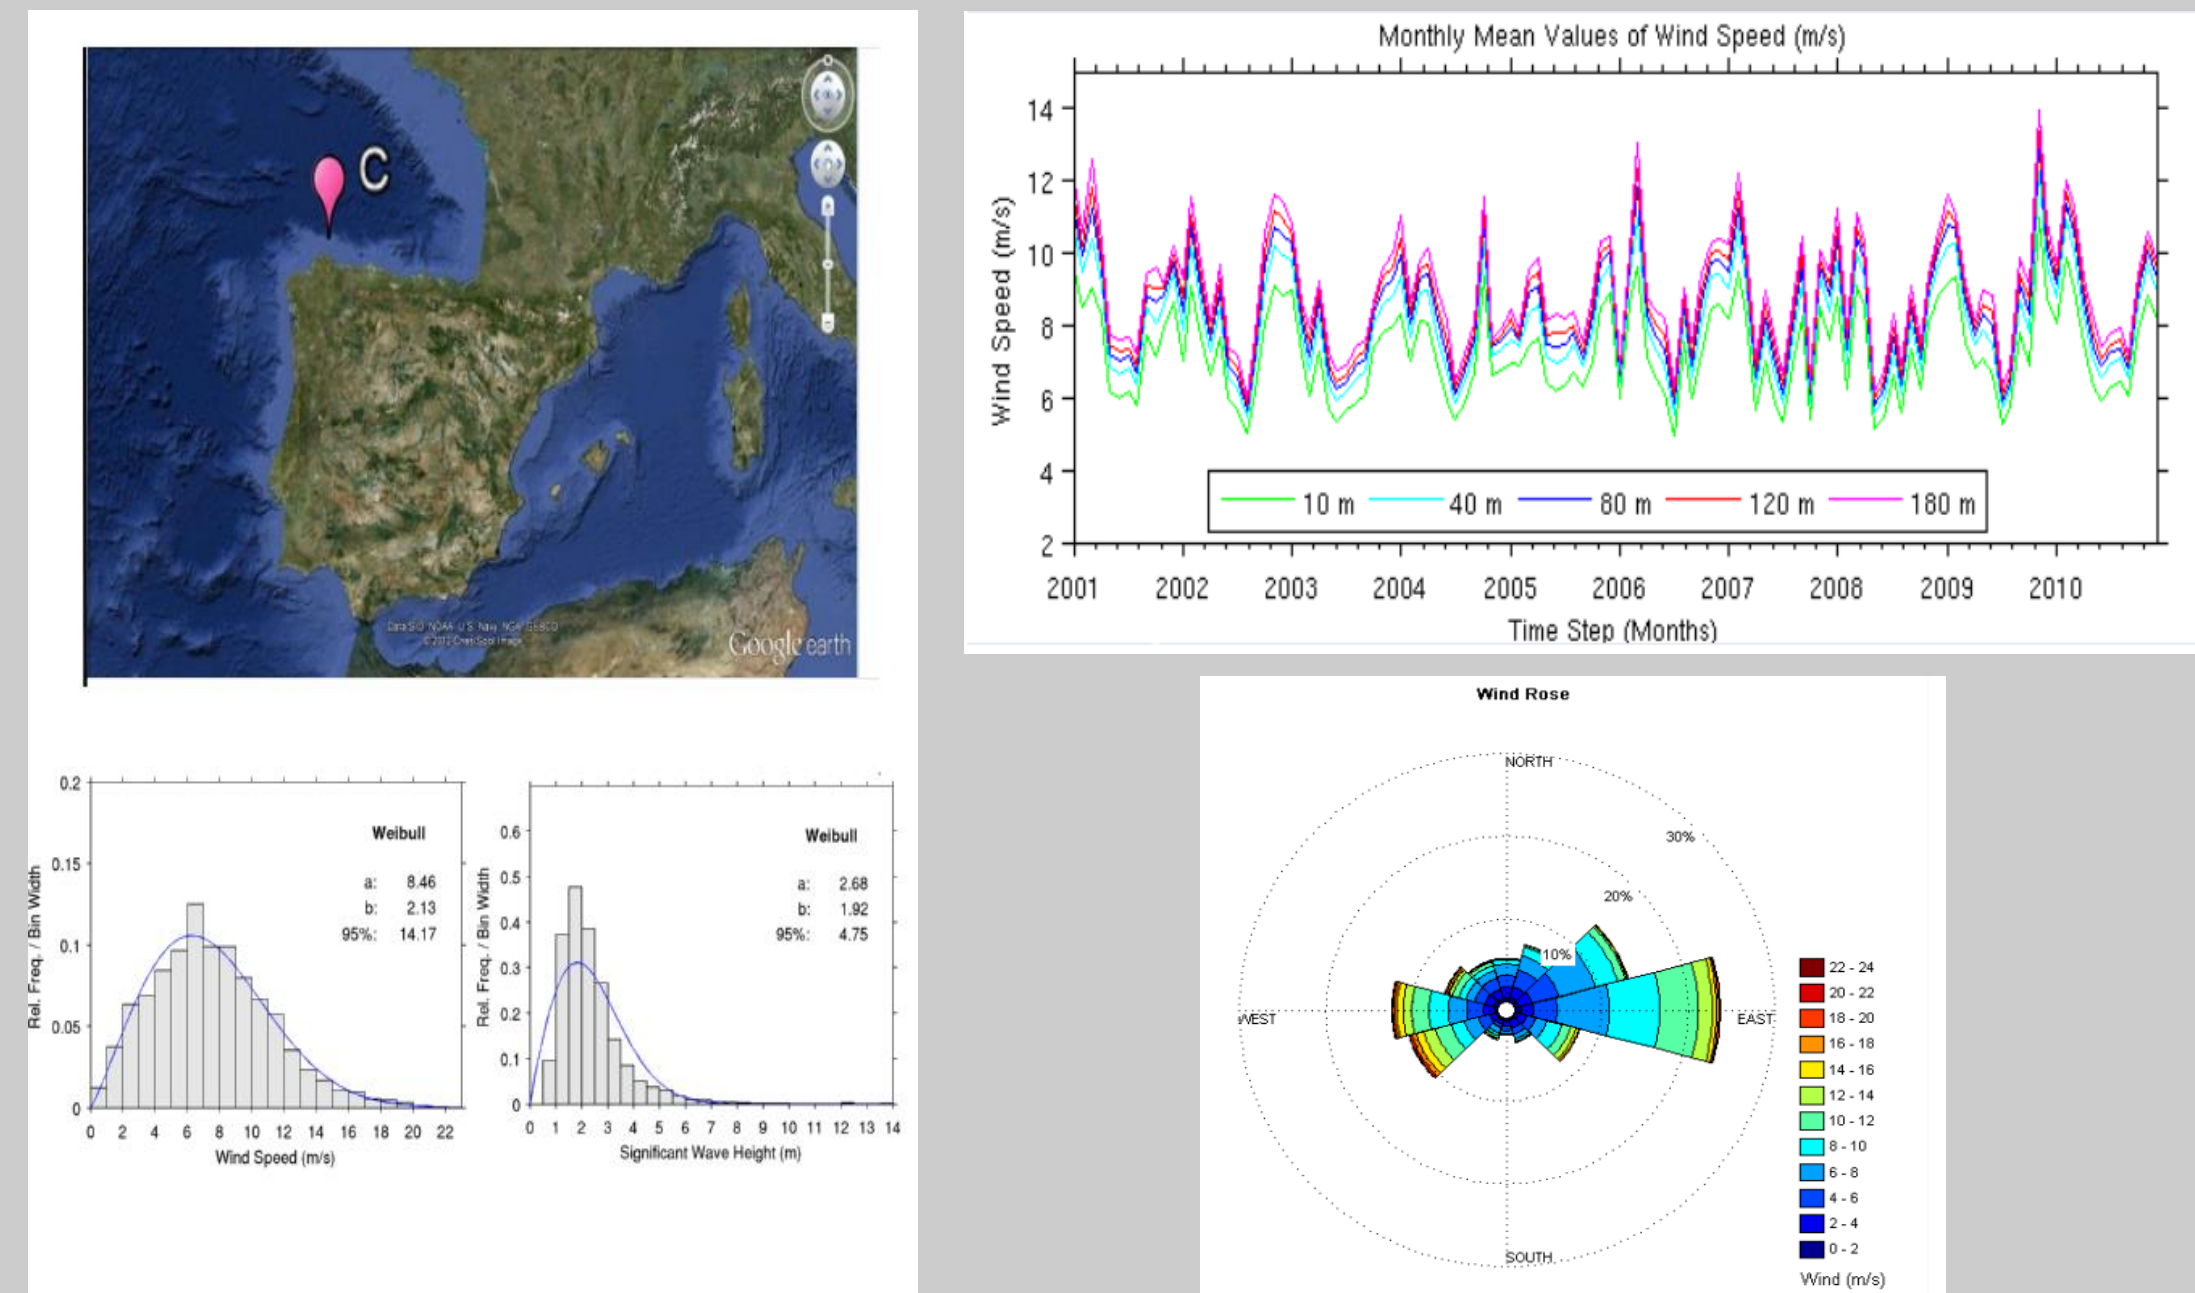 C
Data SIO, NOAA, U.S. Navy, NGA, GEBCO
Google earth
Monthly Mean Values of Wind Speed (m/s)
Wind Speed (m/s)
14
12
10
8
6
4
2
10 m 40 m 80 m 120 m 180 m
2001 2002 2003 2004 2005 2006 2007 2008 2009 2010
Time Step (Months)
Rel. Freq. / Bin Width
0.2
0.15
0.1
0.05
0
Weibull
a: 8.46
b: 2.13
95%: 14.17
0 2 4 6 8 10 12 14 16 18 20 22
Wind Speed (m/s)
Rel. Freq. / Bin Width
0.6
0.5
0.4
0.3
0.2
0.1
0
Weibull
a: 2.68
b: 1.92
95%: 4.75
0 1 2 3 4 5 6 7 8 9 10 11 12 13 14
Significant Wave Height (m)
Wind Rose
NORTH
30%
20%
10%
WEST
EAST
SOUTH
22 - 24
20 - 22
18 - 20
16 - 18
14 - 16
12 - 14
10 - 12
8 - 10
6 - 8
4 - 6
2 - 4
0 - 2
Wind (m/s)